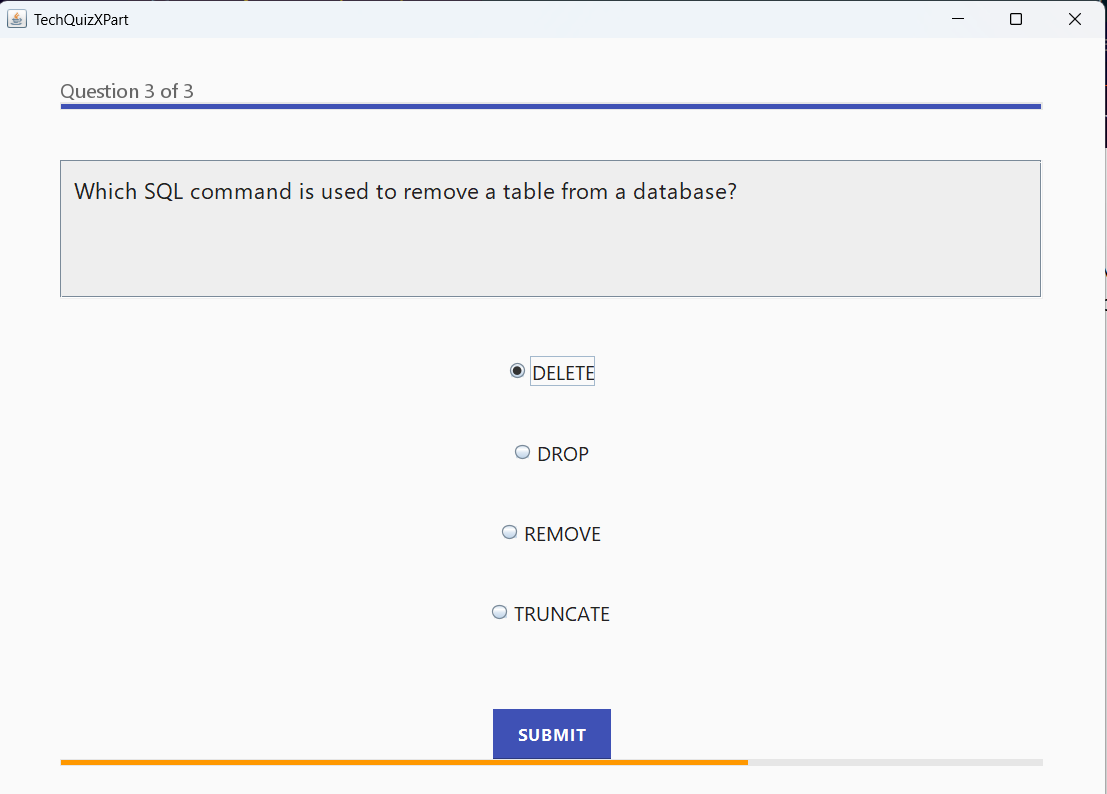 TechQuizXPart
Question 3 of 3
Which SQL command is used to remove a table from a database?
DELETE
DROP
REMOVE
TRUNCATE
SUBMIT